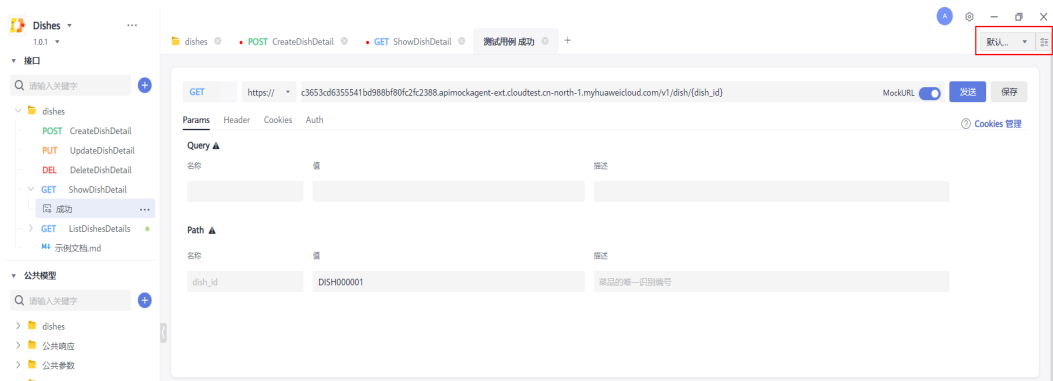 Dishes
1.0.1
接口
请输入关键字
dishes
POST CreateDishDetail
PUT UpdateDishDetail
DEL DeleteDishDetail
GET ShowDishDetail
成功
GET ListDishesDetails
M↓ 示例文档.md
公共模型
请输入关键字
dishes
公共响应
公共参数
A
dishes
POST CreateDishDetail
GET ShowDishDetail
测试用例 成功
+
默认...
GET
https://
c3653cd6355541bd988bf80fc2fc2388.apimockagent-ext.cloudtest.cn-north-1.myhuaweicloud.com/v1/dish/{dish_id}
MockURL
发送
保存
Params Header Cookies Auth
Cookies 管理
Query
名称 值 描述
Path
名称 值 描述
dish_id DISH000001 菜品的唯一识别编号